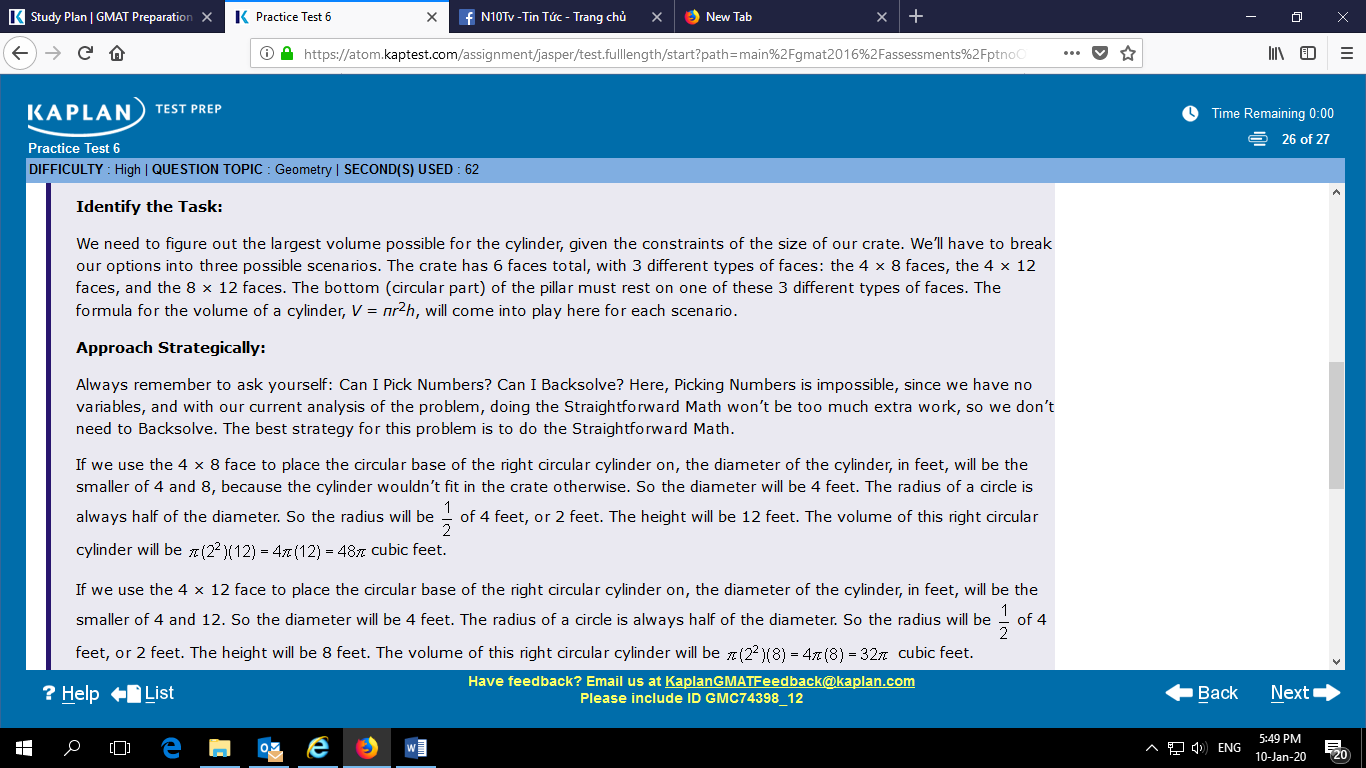 Study Plan | GMAT Preparation
Practice Test 6
N10Tv -Tin Tức - Trang chủ
New Tab
https://atom.kaptest.com/assignment/jasper/test.fulllength/start?path=main%2Fgmat2016%2Fassessments%2FptnoC
KAPLAN TEST PREP
Time Remaining 0:00
Practice Test 6
26 of 27
DIFFICULTY : High | QUESTION TOPIC : Geometry | SECOND(S) USED : 62
Identify the Task:
We need to figure out the largest volume possible for the cylinder, given the constraints of the size of our crate. We'll have to break
our options into three possible scenarios. The crate has 6 faces total, with 3 different types of faces: the 4 × 8 faces, the 4 × 12
faces, and the 8 × 12 faces. The bottom (circular part) of the pillar must rest on one of these 3 different types of faces. The
formula for the volume of a cylinder, V = πr²h, will come into play here for each scenario.
Approach Strategically:
Always remember to ask yourself: Can I Pick Numbers? Can I Backsolve? Here, Picking Numbers is impossible, since we have no
variables, and with our current analysis of the problem, doing the Straightforward Math won't be too much extra work, so we don't
need to Backsolve. The best strategy for this problem is to do the Straightforward Math.
If we use the 4 × 8 face to place the circular base of the right circular cylinder on, the diameter of the cylinder, in feet, will be the
smaller of 4 and 8, because the cylinder wouldn't fit in the crate otherwise. So the diameter will be 4 feet. The radius of a circle is
always half of the diameter. So the radius will be 1/2 of 4 feet, or 2 feet. The height will be 12 feet. The volume of this right circular
cylinder will be π(2²)(12) = 4π(12) = 48π cubic feet.
If we use the 4 × 12 face to place the circular base of the right circular cylinder on, the diameter of the cylinder, in feet, will be the
smaller of 4 and 12. So the diameter will be 4 feet. The radius of a circle is always half of the diameter. So the radius will be 1/2 of 4
feet, or 2 feet. The height will be 8 feet. The volume of this right circular cylinder will be π(2²)(8) = 4π(8) = 32π cubic feet.
? Help List
Have feedback? Email us at KaplanGMATFeedback@kaplan.com
Please include ID GMC74398_12
Back Next
ENG
5:49 PM
10-Jan-20
20